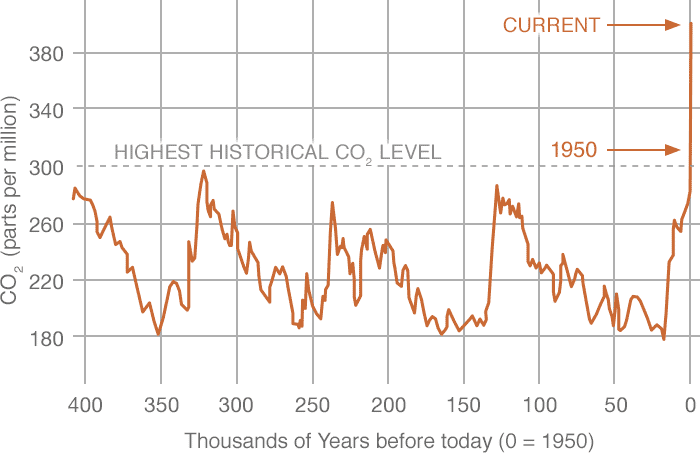 CURRENT
380
340
HIGHEST HISTORICAL CO₂ LEVEL
1950
300
260
220
180
CO₂ (parts per million)
400 350 300 250 200 150 100 50 0
Thousands of Years before today (0 = 1950)